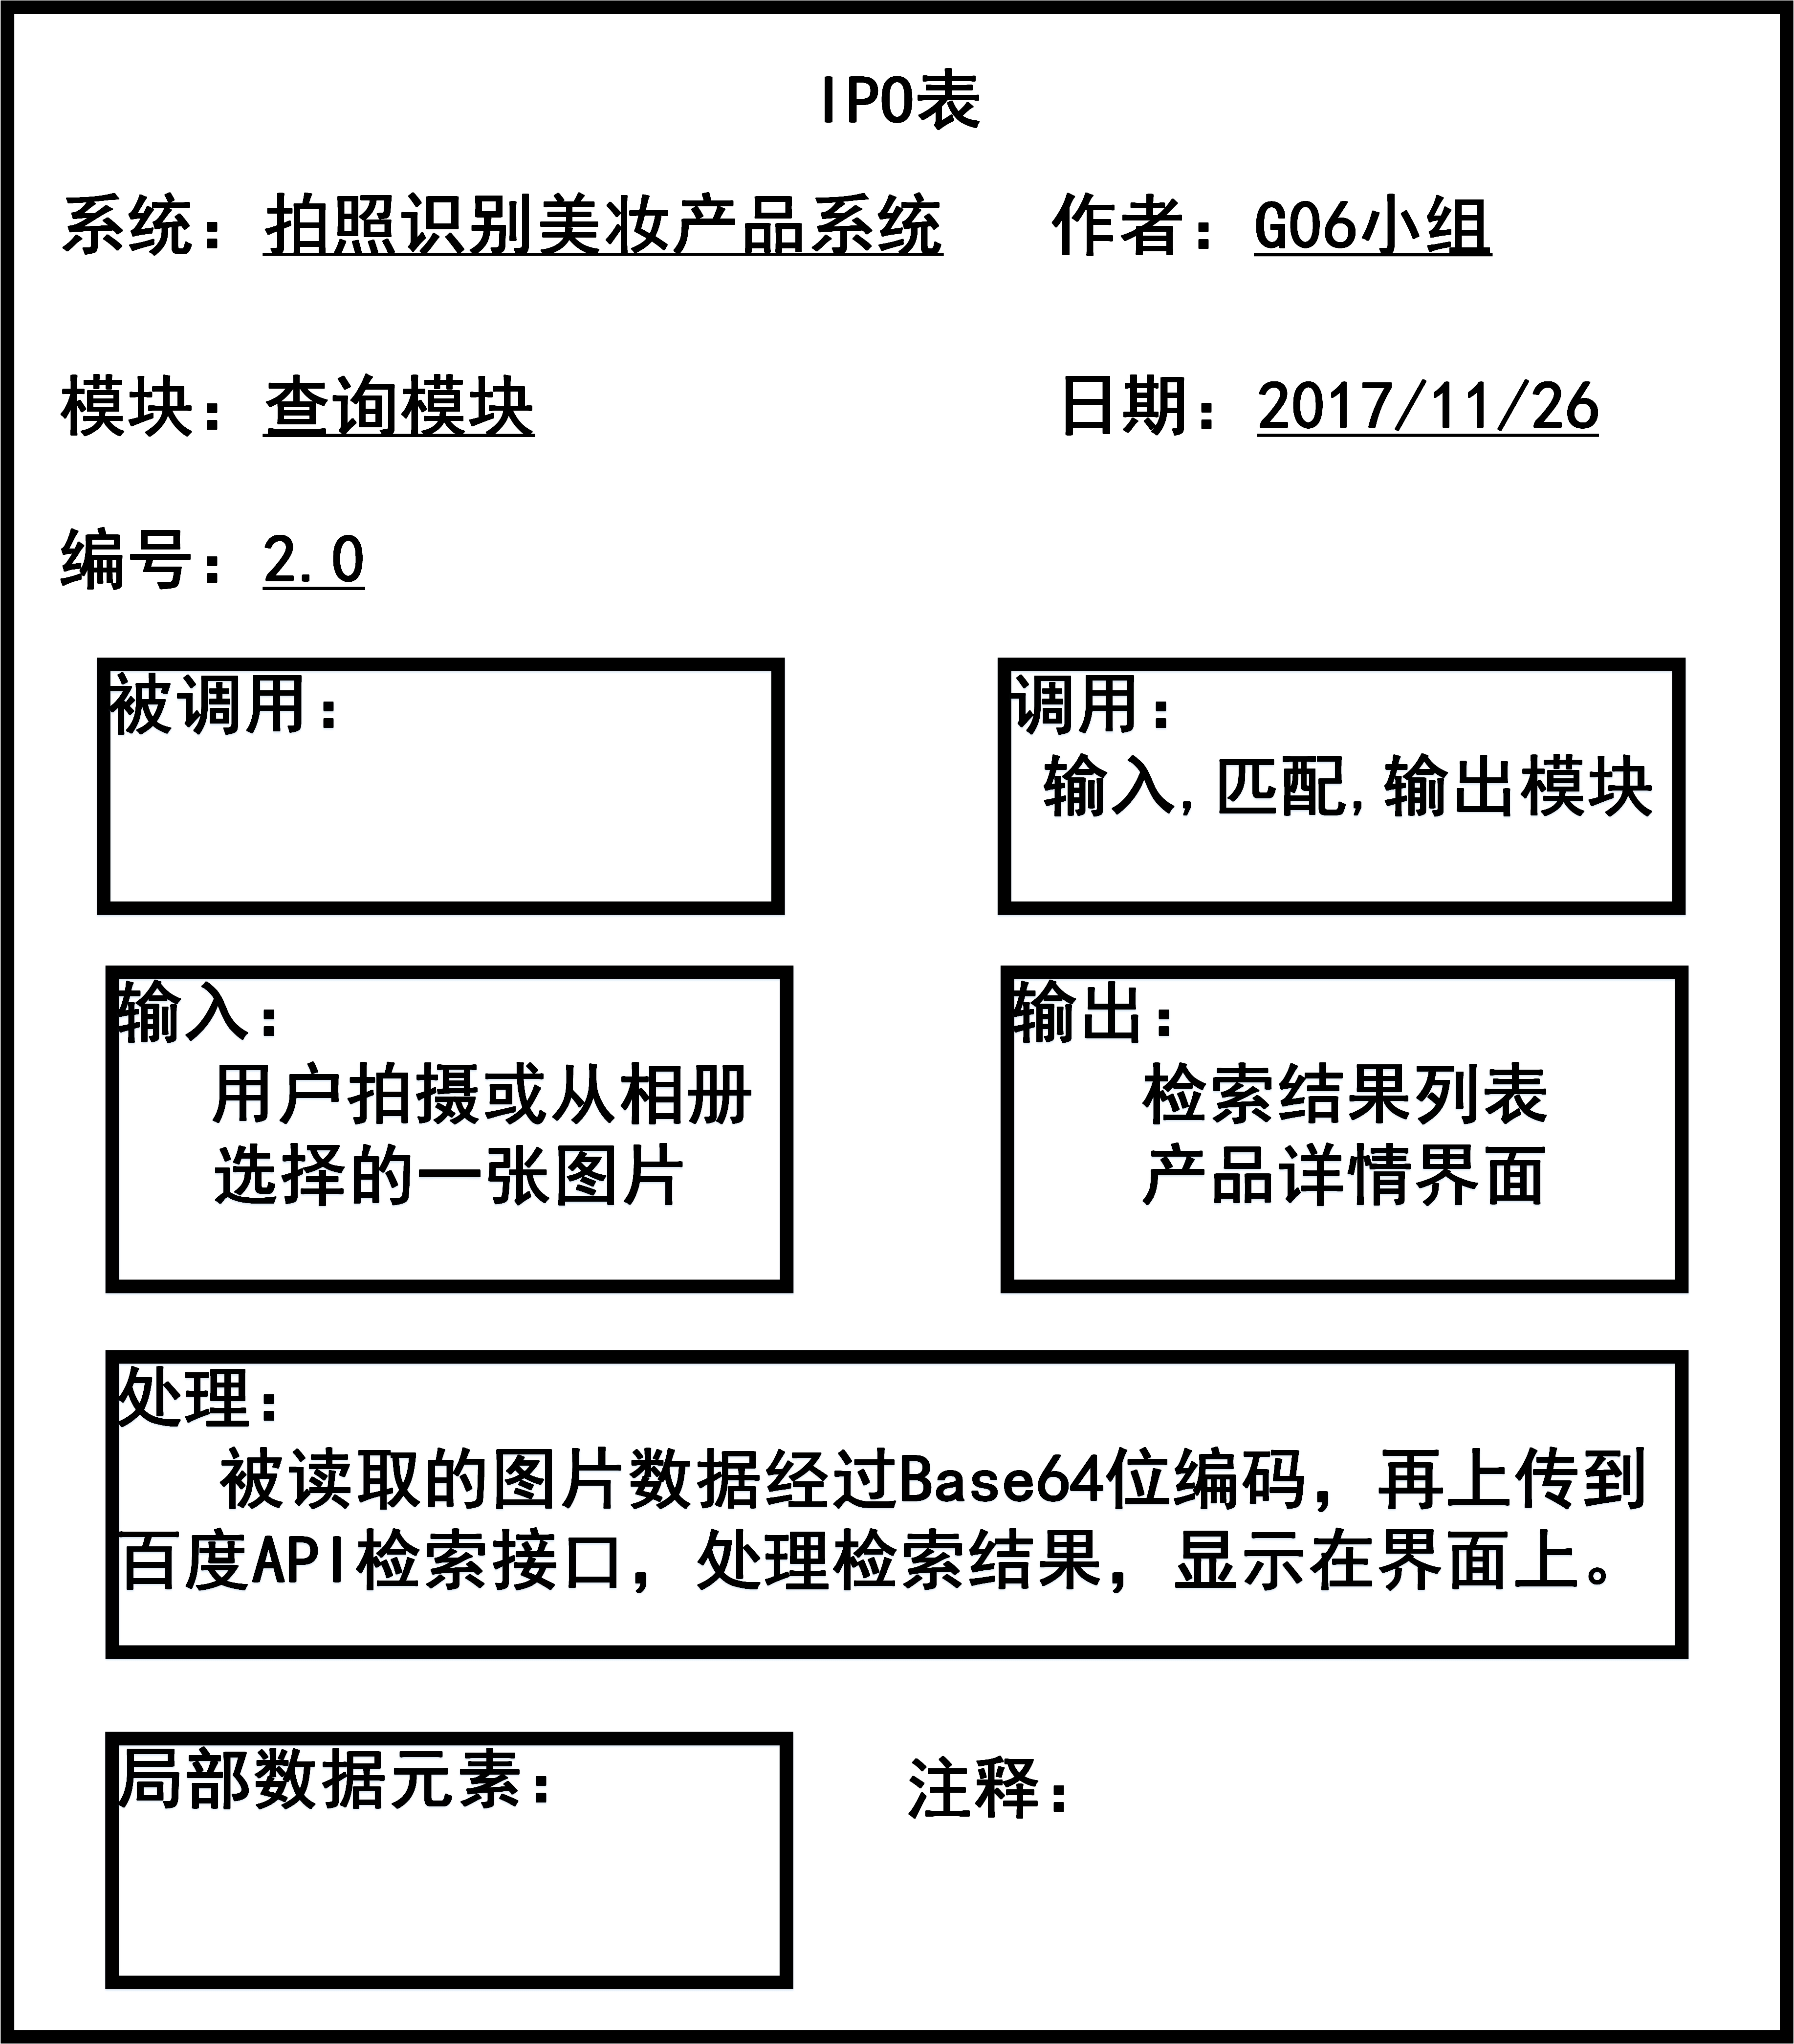 IPO表
系统：拍照识别美妆产品系统 作者：G06小组
模块：查询模块 日期：2017/11/26
编号：2.0
被调用：
调用：
输入,匹配,输出模块
输入：
用户拍摄或从相册
选择的一张图片
输出：
检索结果列表
产品详情界面
处理：
被读取的图片数据经过Base64位编码，再上传到
百度API检索接口，处理检索结果，显示在界面上。
局部数据元素：
注释：